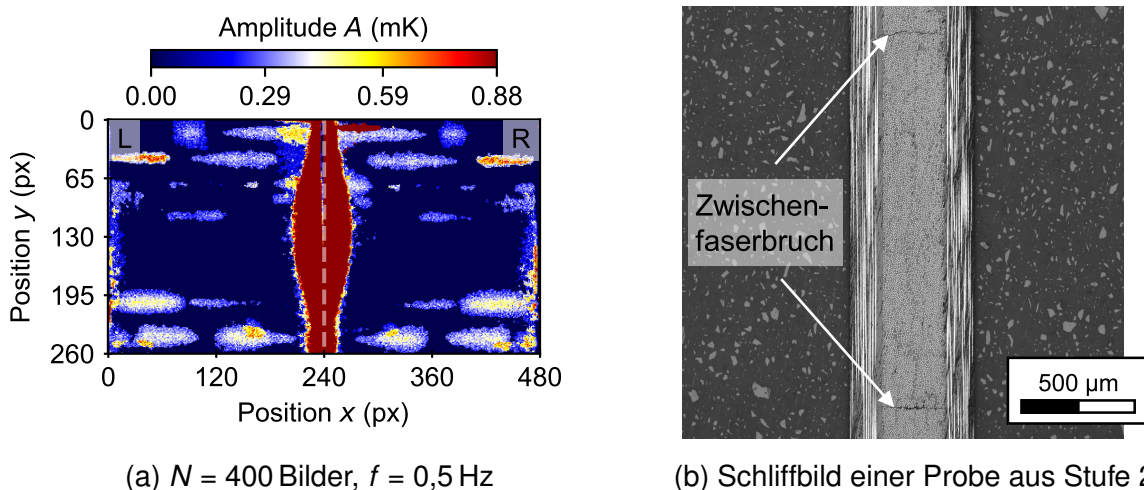 Amplitude A (mK)
0.00 0.29 0.59 0.88
L R
Position y (px)
0
65
130
195
260
0 120 240 360 480
Position x (px)
(a) N = 400 Bilder, f = 0,5 Hz
Zwischen-
faserbruch
500 µm
(b) Schliffbild einer Probe aus Stufe 2